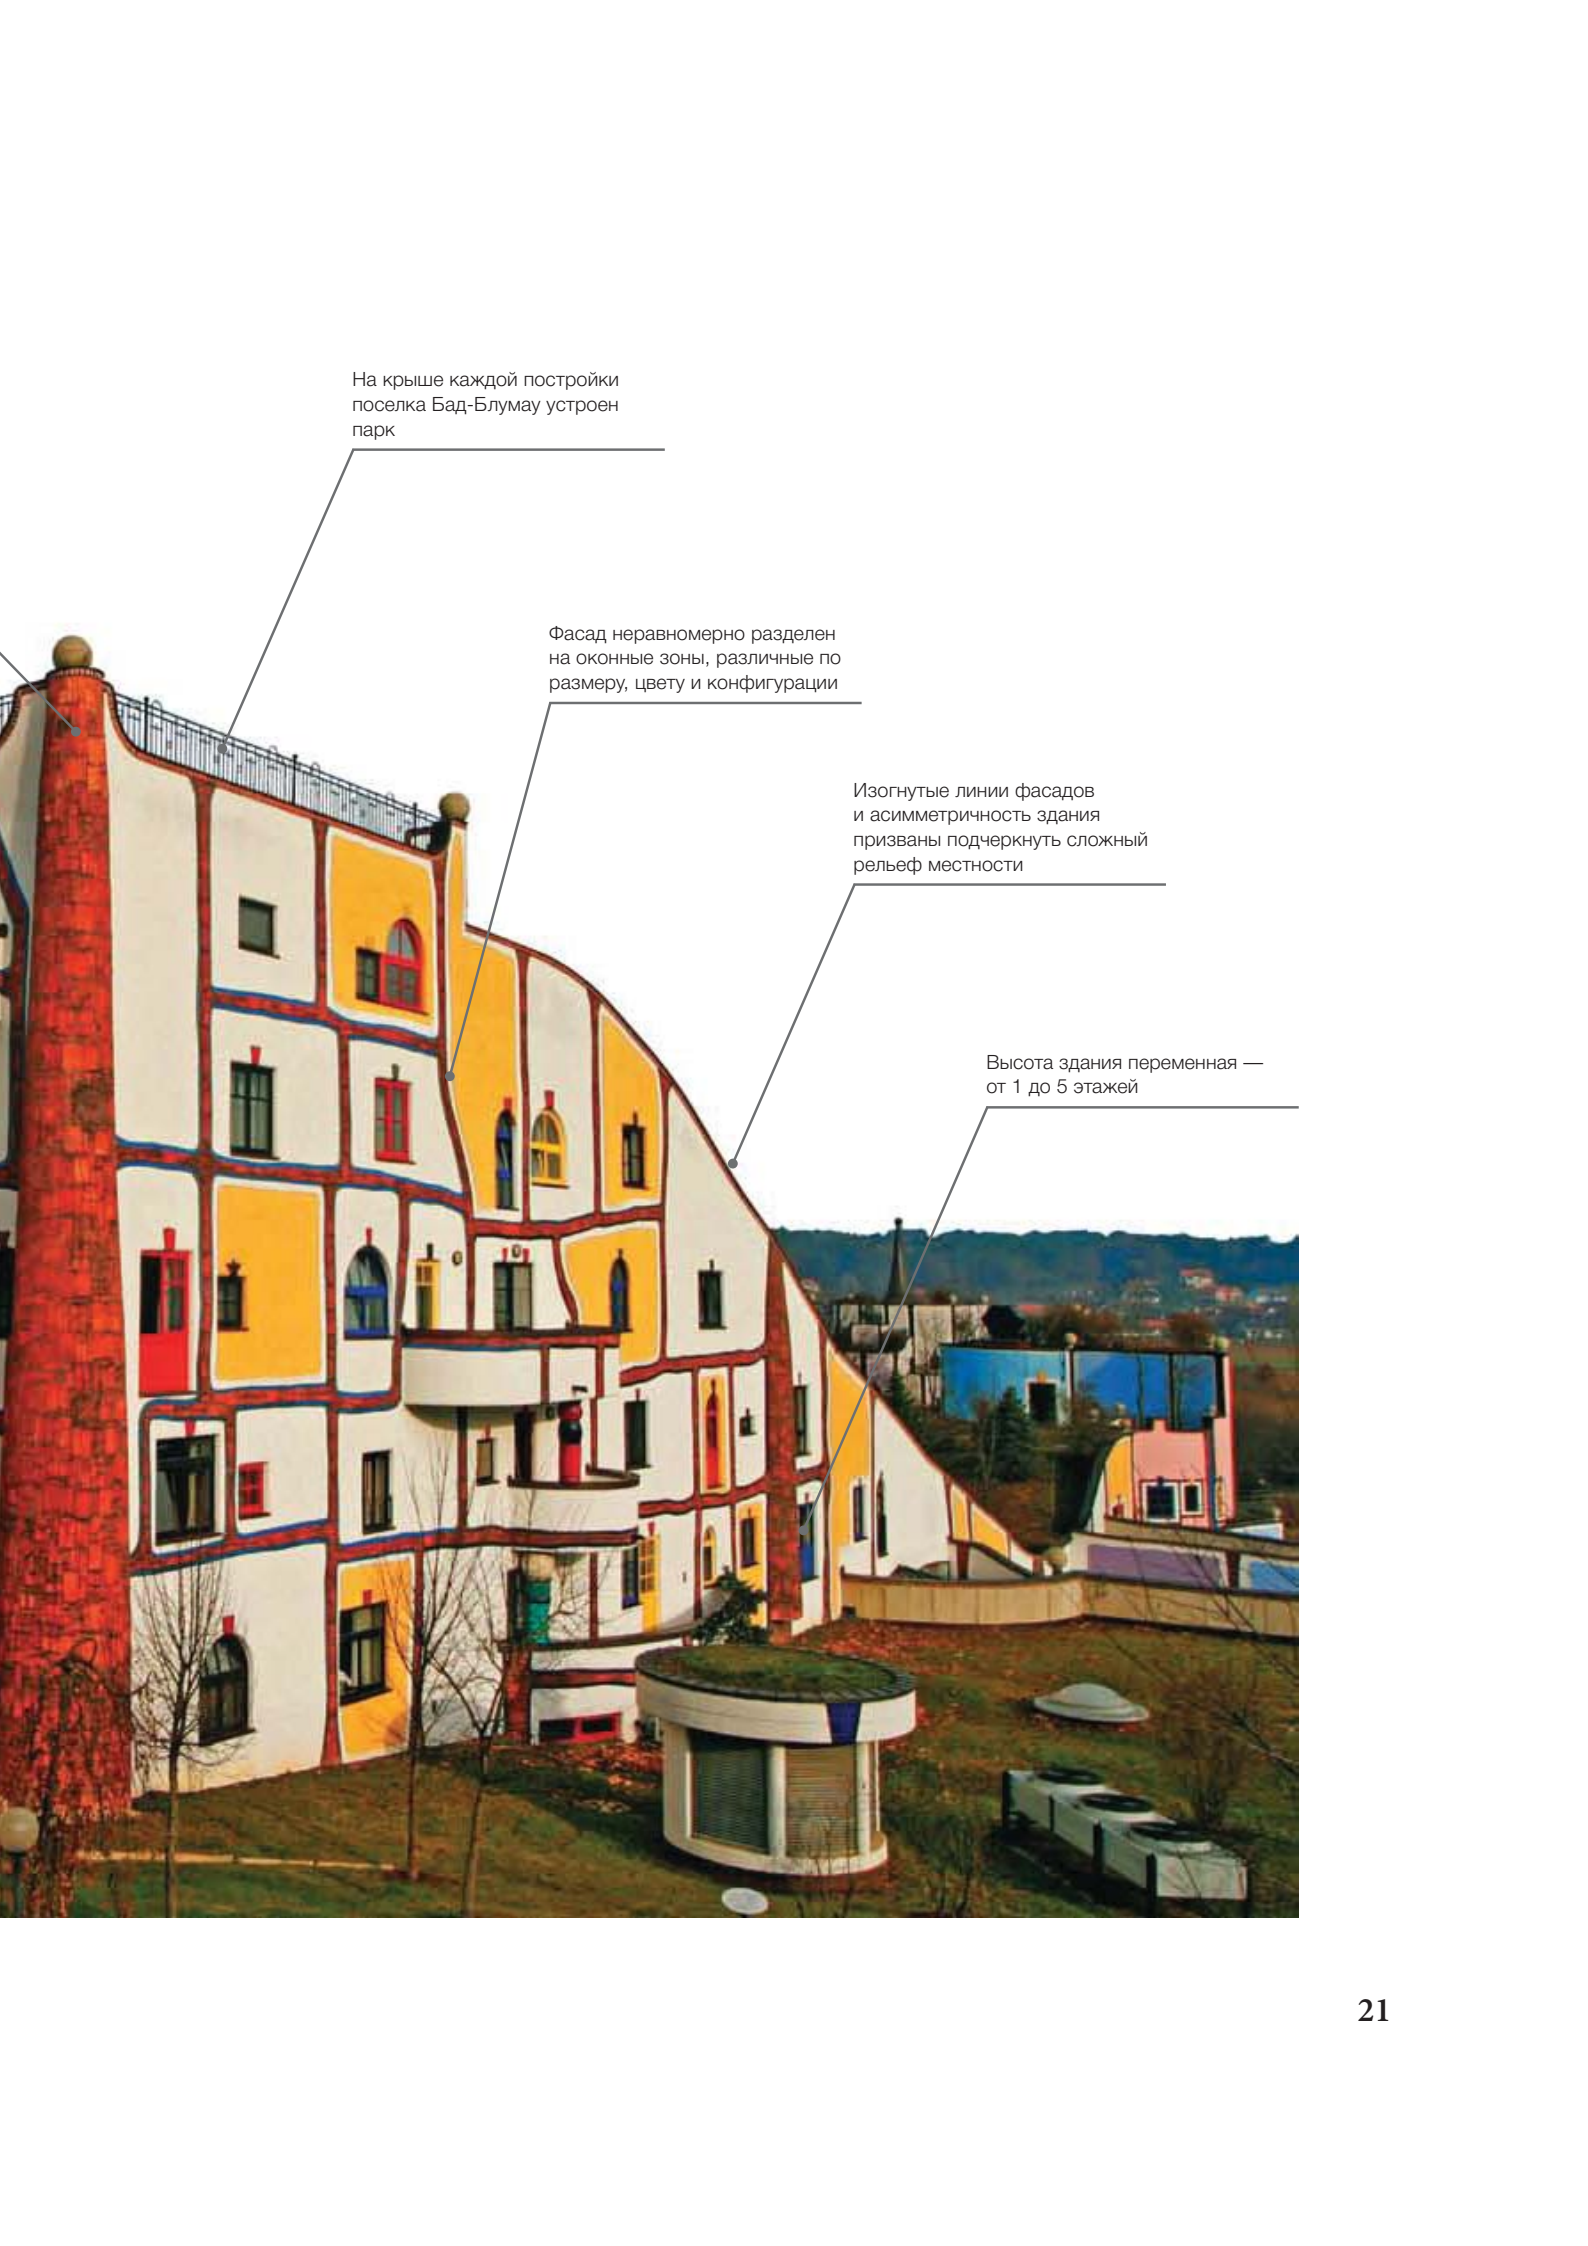 На крыше каждой постройки
поселка Бад-Блумау устроен
парк
Фасад неравномерно разделен
на оконные зоны, различные по
размеру, цвету и конфигурации
Изогнутые линии фасадов
и асимметричность здания
призваны подчеркнуть сложный
рельеф местности
Высота здания переменная —
от 1 до 5 этажей
21